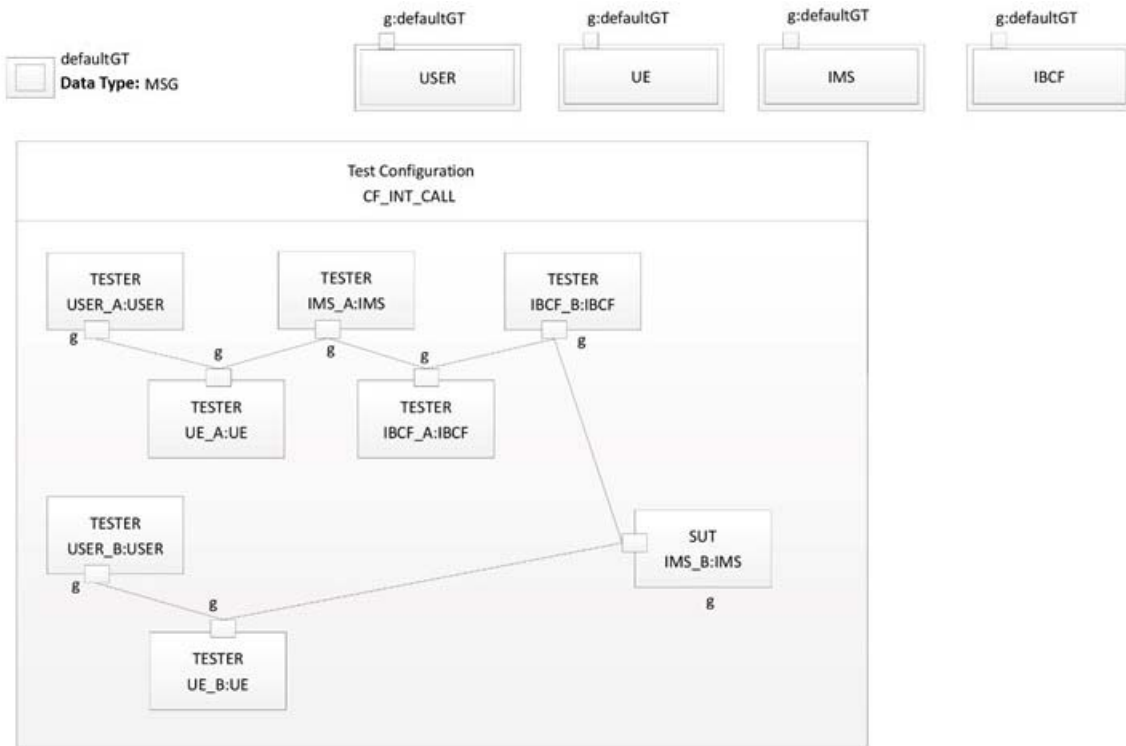 g:defaultGT
g:defaultGT
g:defaultGT
g:defaultGT
defaultGT
Data Type: MSG
USER
UE
IMS
IBCF
Test Configuration
CF_INT_CALL
TESTER
USER_A:USER
g
TESTER
IMS_A:IMS
g
TESTER
IBCF_B:IBCF
g
g
TESTER
UE_A:UE
g
TESTER
IBCF_A:IBCF
TESTER
USER_B:USER
g
SUT
IMS_B:IMS
g
g
TESTER
UE_B:UE